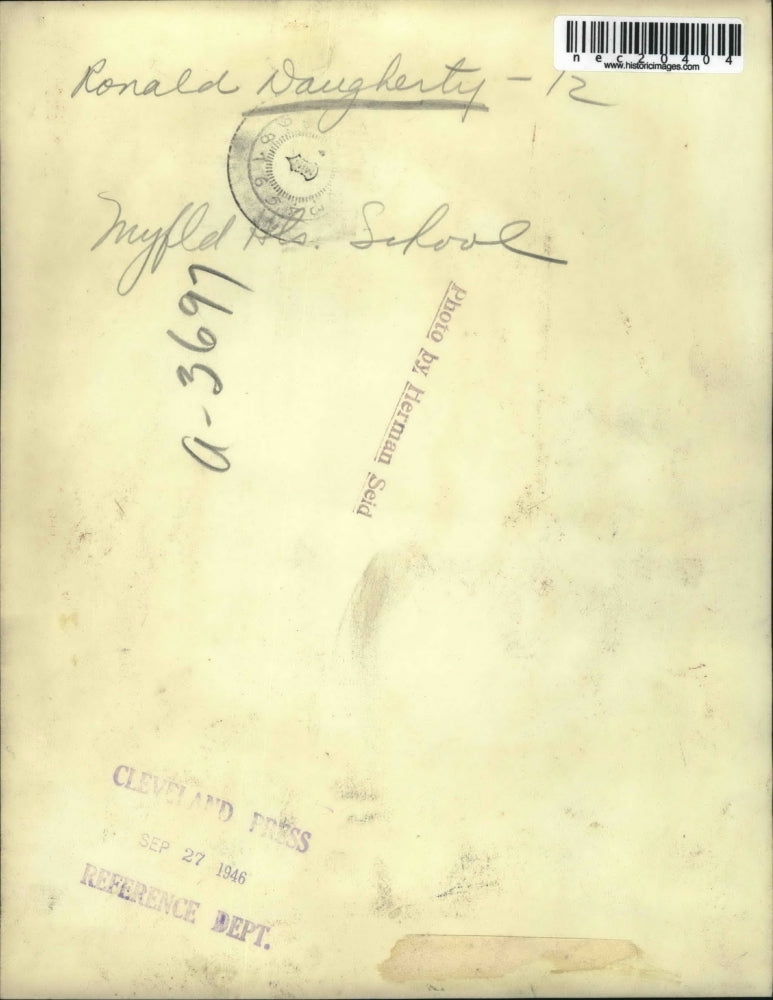 nec20404
www.historicimages.com
Ronald Daugherty - 12
Myfld Hts. School
a-3697
Photo by Herman Seid
CLEVELAND PRESS
SEP 27 1946
REFERENCE DEPT.